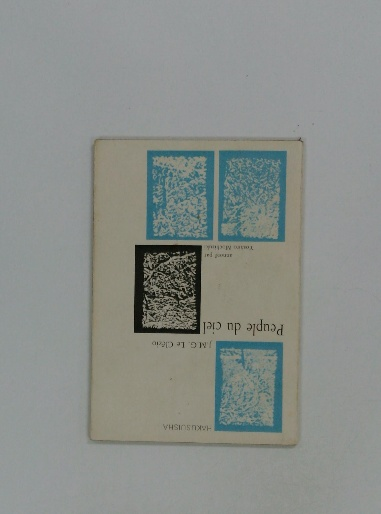 HAKUSUISHA
J.M.G. Le Clézio
Peuple du ciel
annoté par